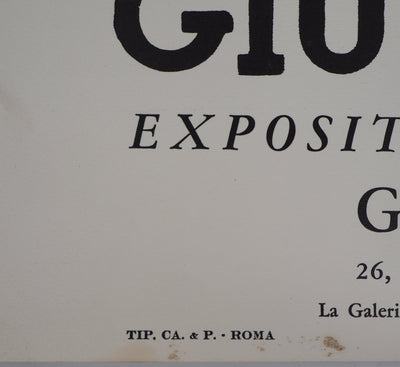 GIU
EXPOSIT
G
26,
La Galeri
TIP. CA. & P. - ROMA